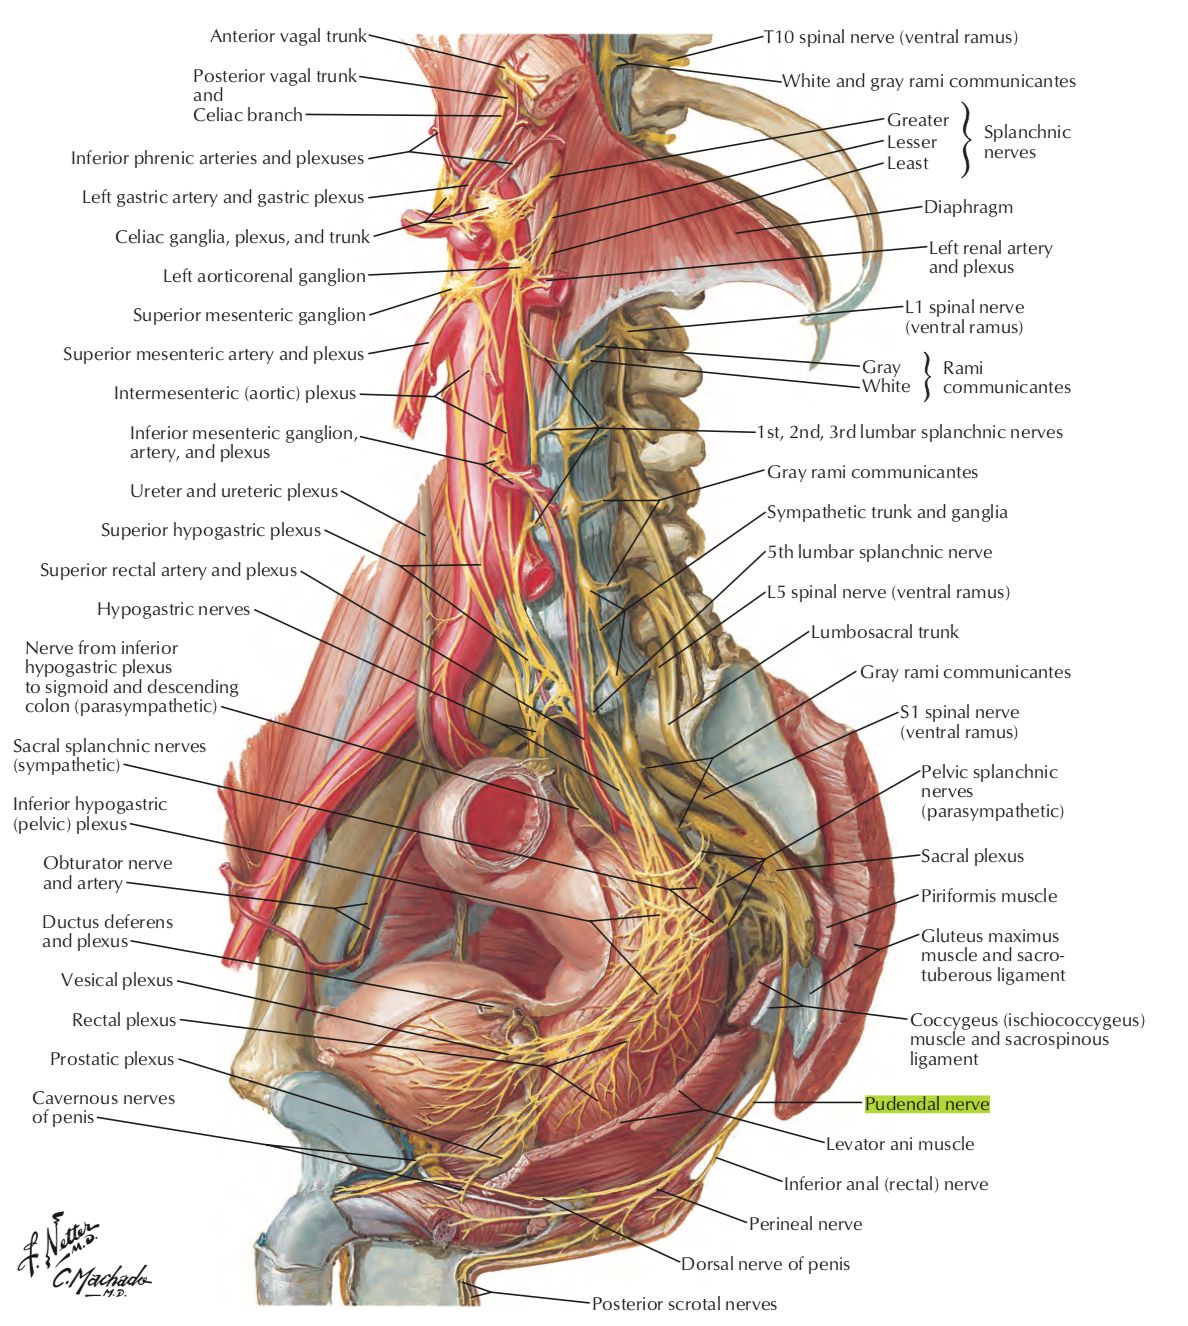 Anterior vagal trunk
Posterior vagal trunk
and
Celiac branch
Inferior phrenic arteries and plexuses
Left gastric artery and gastric plexus
Celiac ganglia, plexus, and trunk
Left aorticorenal ganglion
Superior mesenteric ganglion
Superior mesenteric artery and plexus
Intermesenteric (aortic) plexus
Inferior mesenteric ganglion,
artery, and plexus
Ureter and ureteric plexus
Superior hypogastric plexus
Superior rectal artery and plexus
Hypogastric nerves
Nerve from inferior
hypogastric plexus
to sigmoid and descending
colon (parasympathetic)
Sacral splanchnic nerves
(sympathetic)
Inferior hypogastric
(pelvic) plexus
Obturator nerve
and artery
Ductus deferens
and plexus
Vesical plexus
Rectal plexus
Prostatic plexus
Cavernous nerves
of penis
T10 spinal nerve (ventral ramus)
White and gray rami communicantes
Greater
Lesser
Least
Splanchnic
nerves
Diaphragm
Left renal artery
and plexus
L1 spinal nerve
(ventral ramus)
Gray
White
Rami
communicantes
1st, 2nd, 3rd lumbar splanchnic nerves
Gray rami communicantes
Sympathetic trunk and ganglia
5th lumbar splanchnic nerve
L5 spinal nerve (ventral ramus)
Lumbosacral trunk
Gray rami communicantes
S1 spinal nerve
(ventral ramus)
Pelvic splanchnic
nerves
(parasympathetic)
Sacral plexus
Piriformis muscle
Gluteus maximus
muscle and sacro-
tuberous ligament
Coccygeus (ischiococcygeus)
muscle and sacrospinous
ligament
Pudendal nerve
Levator ani muscle
Inferior anal (rectal) nerve
Perineal nerve
Dorsal nerve of penis
Posterior scrotal nerves
F. Netter
M.D.
C. Machado
M.D.